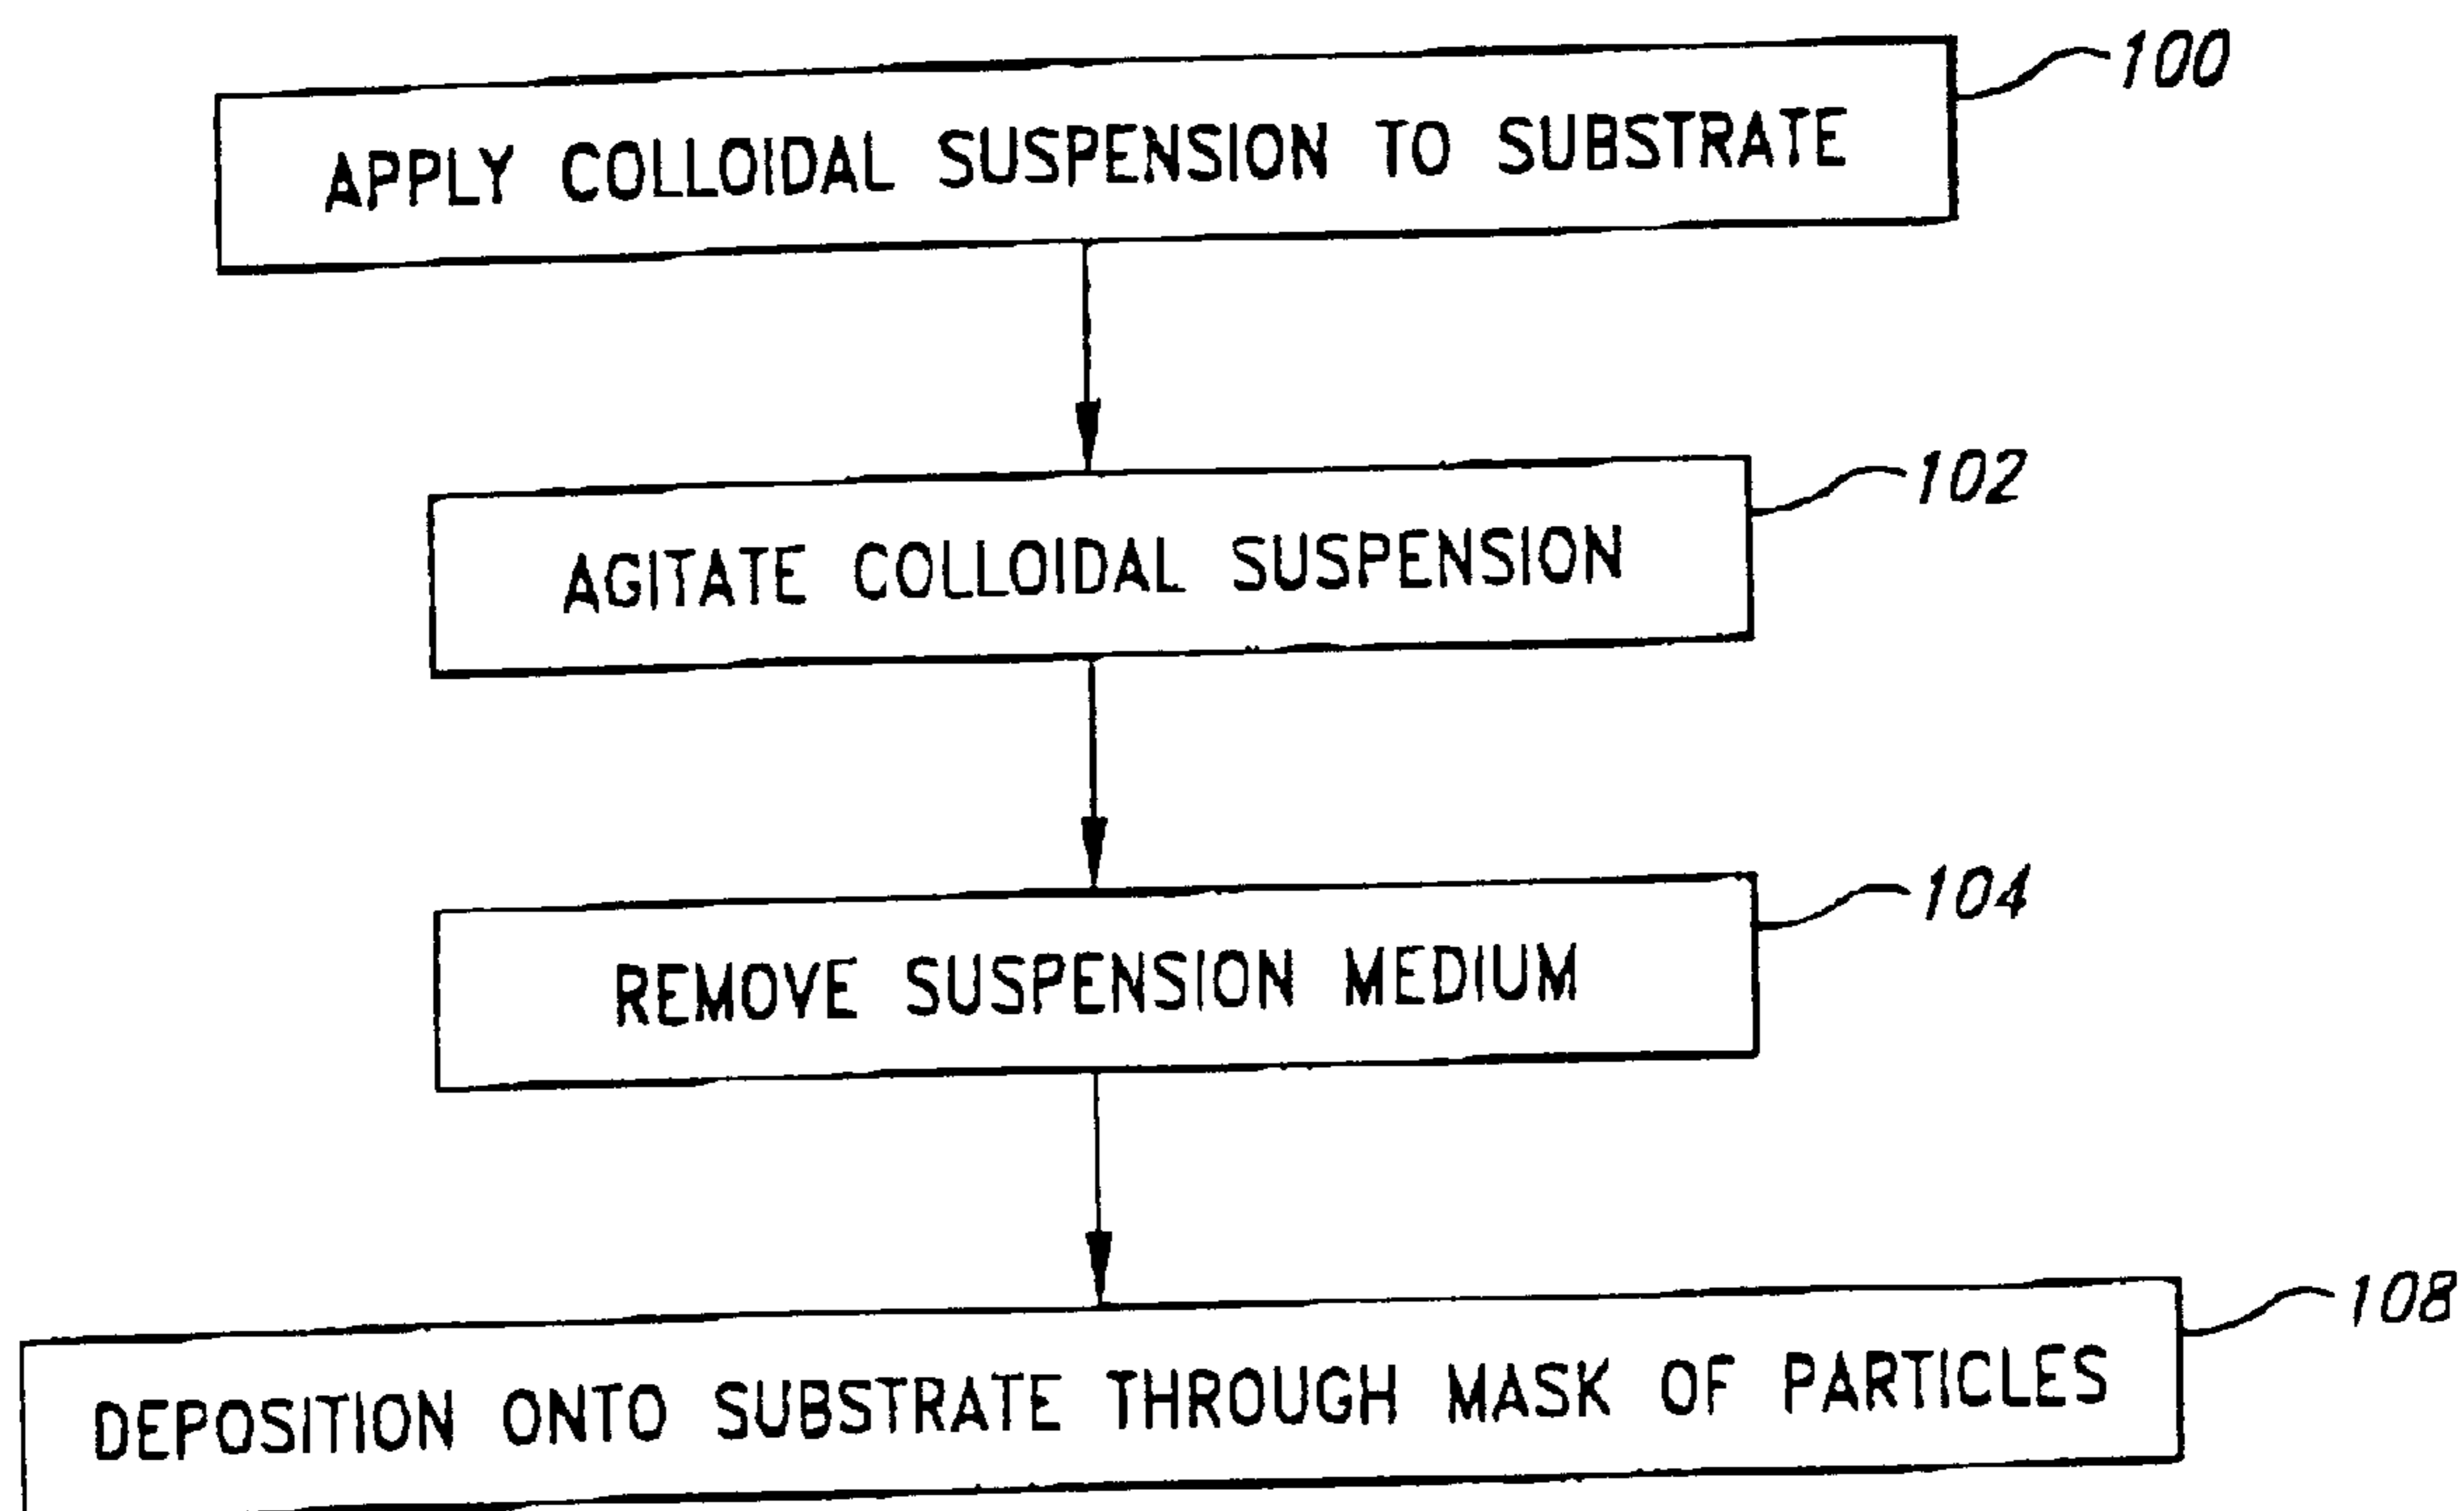 APPLY COLLOIDAL SUSPENSION TO SUBSTRATE
100
AGITATE COLLOIDAL SUSPENSION
102
REMOVE SUSPENSION MEDIUM
104
DEPOSITION ONTO SUBSTRATE THROUGH MASK OF PARTICLES
108